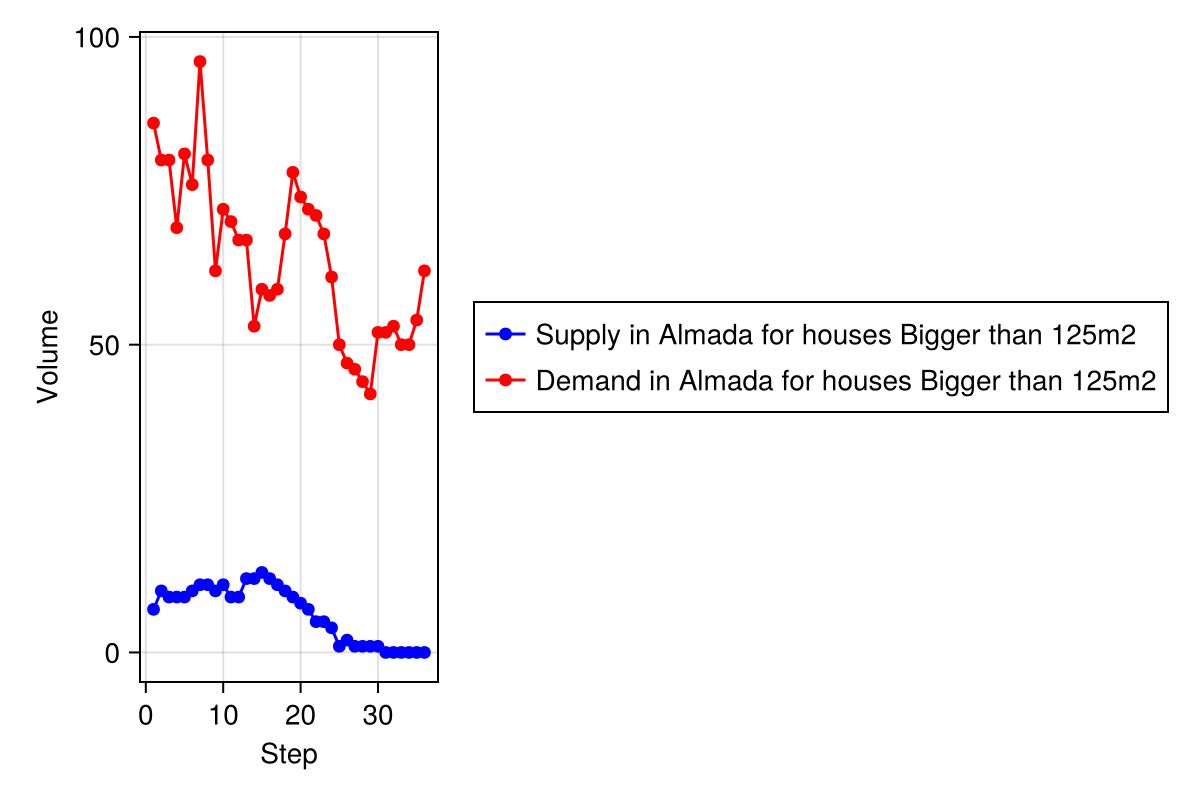 100
50
0
Volume
0 10 20 30
Step
Supply in Almada for houses Bigger than 125m2
Demand in Almada for houses Bigger than 125m2